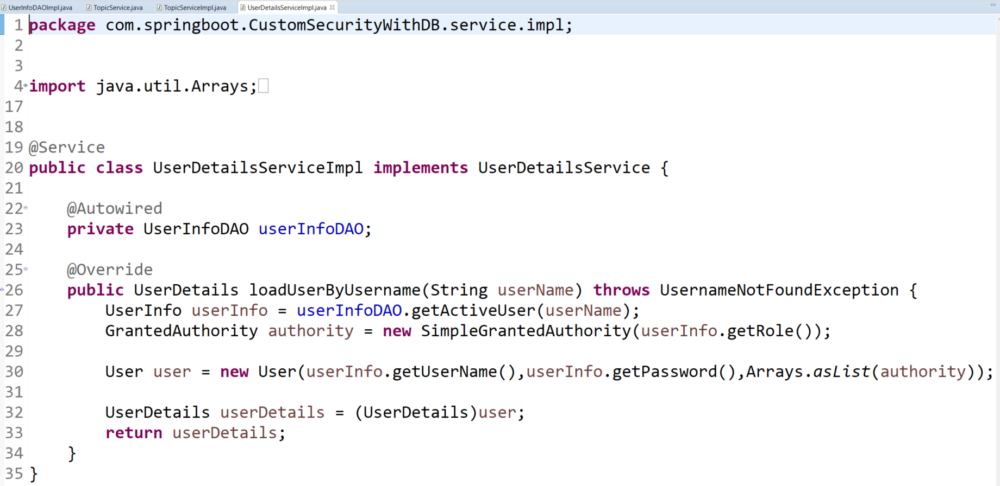 UserInfoDAOImpl.java TopicService.java TopicServiceImpl.java UserDetailsServiceImpl.java
1 package com.springboot.CustomSecurityWithDB.service.impl;
2
3
4 import java.util.Arrays;
17
18
19 @Service
20 public class UserDetailsServiceImpl implements UserDetailsService {
21
22 @Autowired
23 private UserInfoDAO userInfoDAO;
24
25 @Override
26 public UserDetails loadUserByUsername(String userName) throws UsernameNotFoundException {
27 UserInfo userInfo = userInfoDAO.getActiveUser(userName);
28 GrantedAuthority authority = new SimpleGrantedAuthority(userInfo.getRole());
29
30 User user = new User(userInfo.getUserName(),userInfo.getPassword(),Arrays.asList(authority));
31
32 UserDetails userDetails = (UserDetails)user;
33 return userDetails;
34 }
35 }